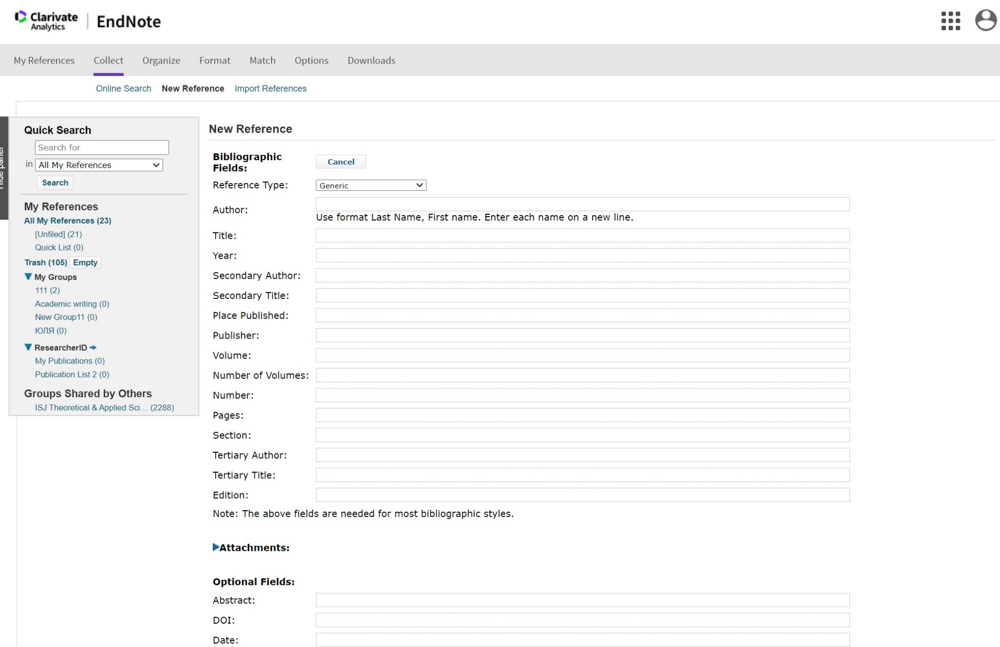 Clarivate
Analytics
EndNote
My References Collect Organize Format Match Options Downloads
Online Search New Reference Import References
Hide panel
Quick Search
Search for
in All My References
Search
My References
All My References (23)
[Unfiled] (21)
Quick List (0)
Trash (105) Empty
My Groups
111 (2)
Academic writing (0)
New Group11 (0)
ЮЛЯ (0)
ResearcherID
My Publications (0)
Publication List 2 (0)
Groups Shared by Others
ISJ Theoretical & Applied Sci... (2288)
New Reference
Bibliographic
Fields:
Cancel
Reference Type: Generic
Author:
Use format Last Name, First name. Enter each name on a new line.
Title:
Year:
Secondary Author:
Secondary Title:
Place Published:
Publisher:
Volume:
Number of Volumes:
Number:
Pages:
Section:
Tertiary Author:
Tertiary Title:
Edition:
Note: The above fields are needed for most bibliographic styles.
Attachments:
Optional Fields:
Abstract:
DOI:
Date: